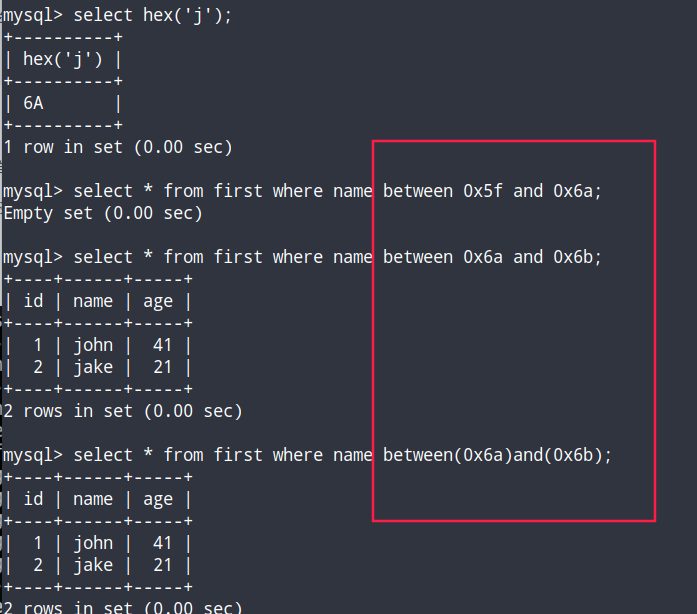 mysql> select hex('j');
+----------+
| hex('j') |
+----------+
| 6A       |
+----------+
1 row in set (0.00 sec)
mysql> select * from first where name between 0x5f and 0x6a;
Empty set (0.00 sec)
mysql> select * from first where name between 0x6a and 0x6b;
+----+------+-----+
| id | name | age |
+----+------+-----+
|  1 | john |  41 |
|  2 | jake |  21 |
+----+------+-----+
2 rows in set (0.00 sec)
mysql> select * from first where name between(0x6a)and(0x6b);
+----+------+-----+
| id | name | age |
+----+------+-----+
|  1 | john |  41 |
|  2 | jake |  21 |
+----+------+-----+
2 rows in set (0.00 sec)